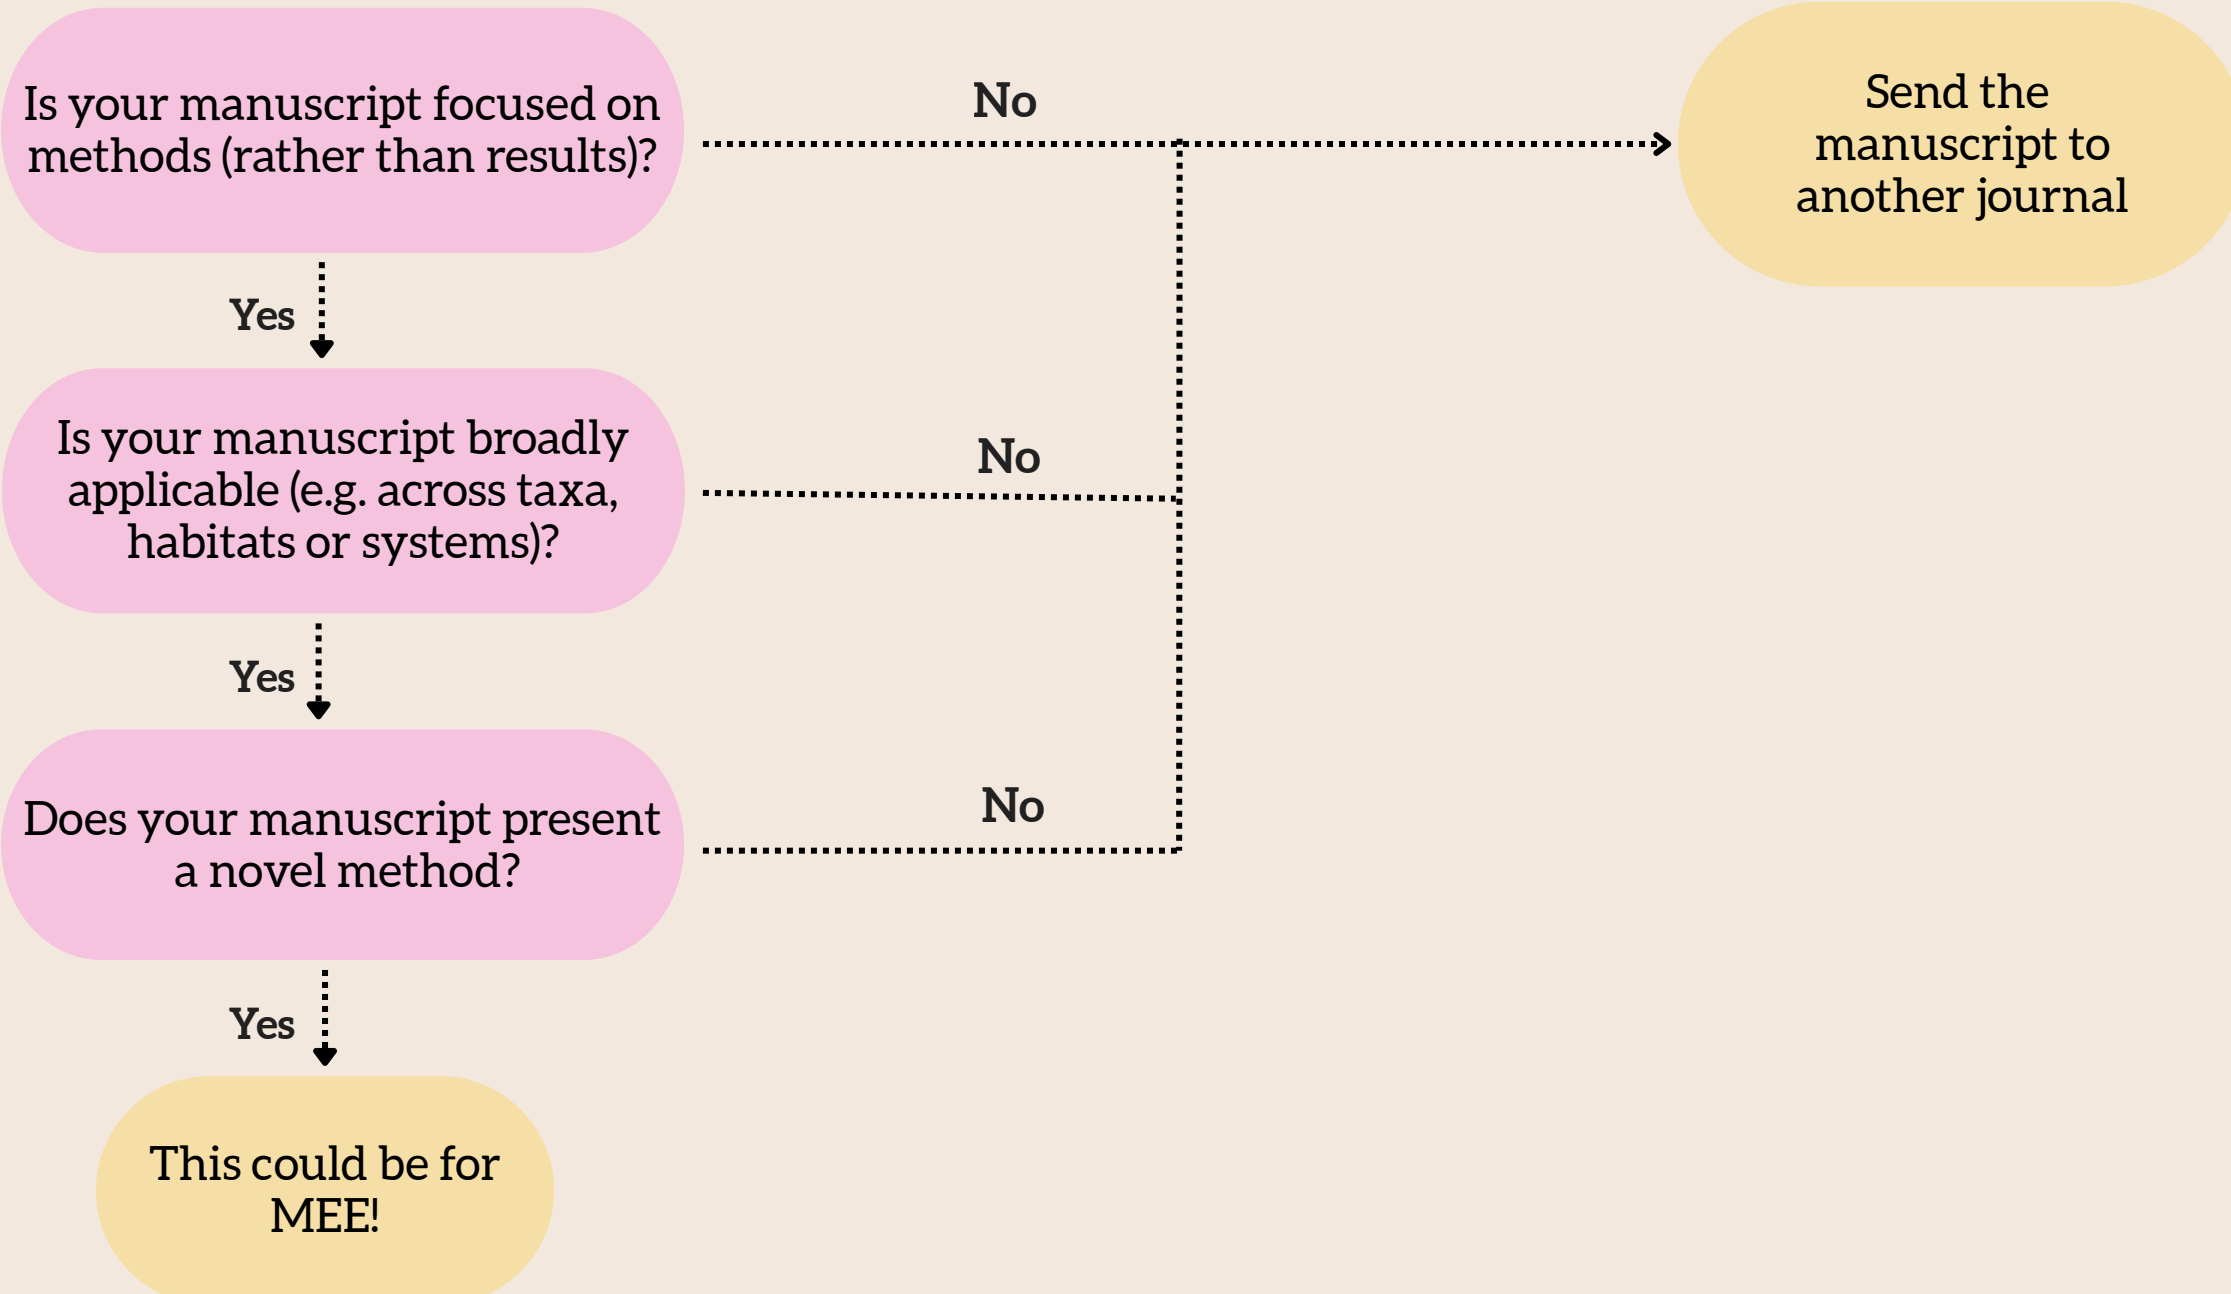 Is your manuscript focused on
methods (rather than results)?
No
Send the
manuscript to
another journal
Yes
Is your manuscript broadly
applicable (e.g. across taxa,
habitats or systems)?
No
Yes
Does your manuscript present
a novel method?
No
Yes
This could be for
MEE!